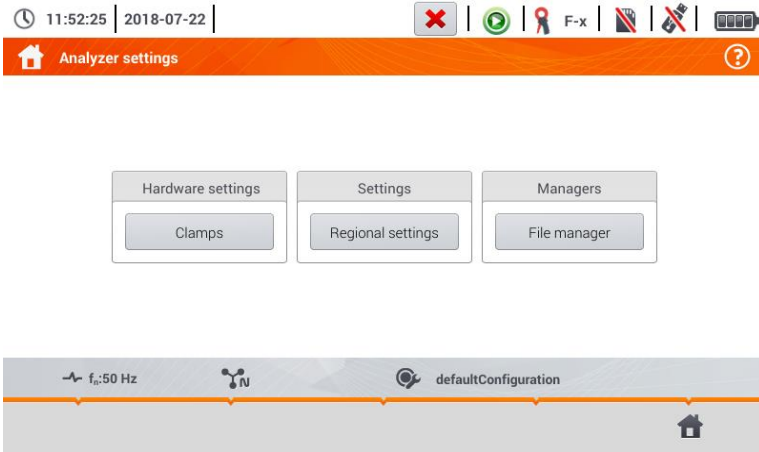 11:52:25 2018-07-22 F-x
Analyzer settings ?
Hardware settings Settings Managers
Clamps Regional settings File manager
fn:50 Hz N defaultConfiguration